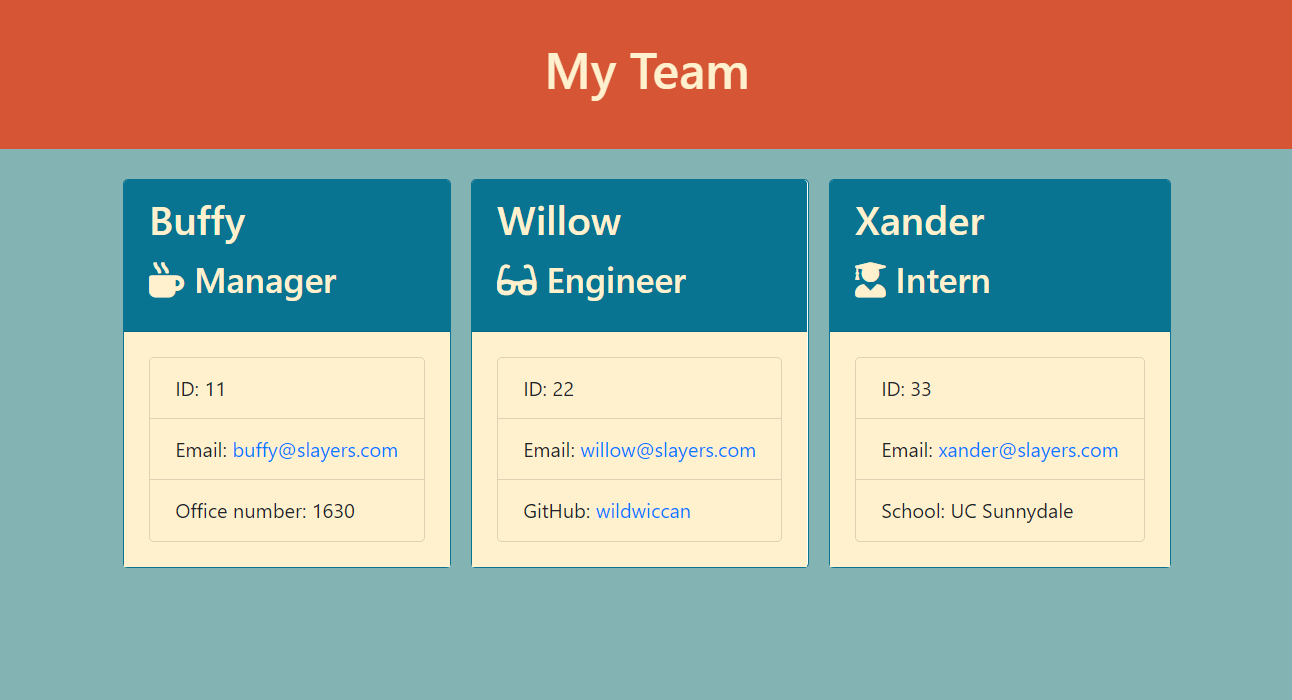 My Team
Buffy
Manager
ID: 11
Email: buffy@slayers.com
Office number: 1630
Willow
Engineer
ID: 22
Email: willow@slayers.com
GitHub: wildwiccan
Xander
Intern
ID: 33
Email: xander@slayers.com
School: UC Sunnydale